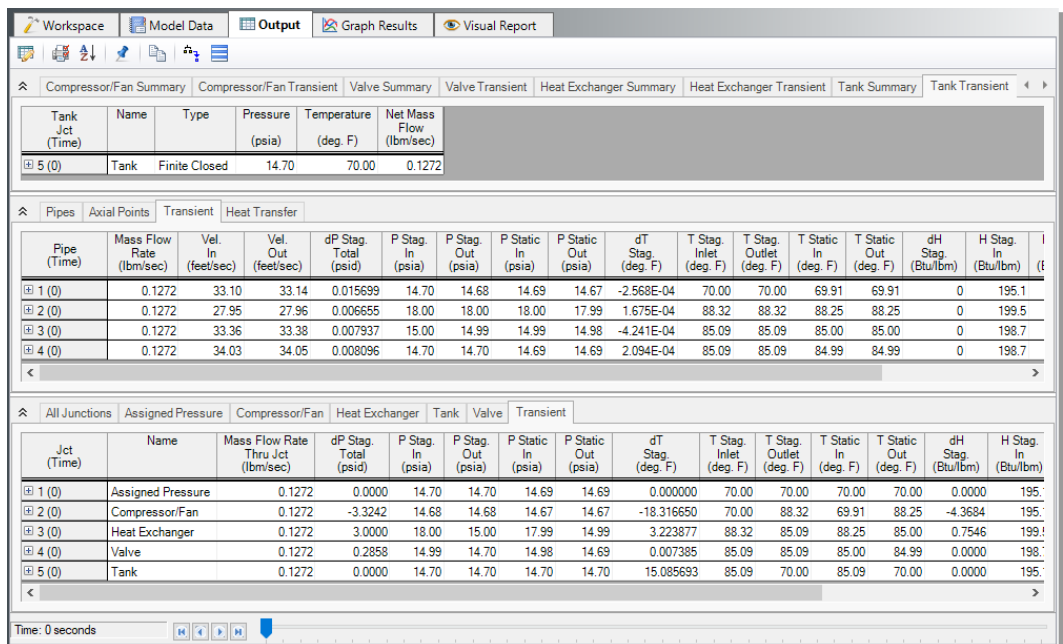 Workspace Model Data Output Graph Results Visual Report
Compressor/Fan Summary Compressor/Fan Transient Valve Summary Valve Transient Heat Exchanger Summary Heat Exchanger Transient Tank Summary Tank Transient
Tank Name Type Pressure Temperature Net Mass
Jct Flow
(Time) (psia) (deg. F) (lbm/sec)
5 (0) Tank Finite Closed 14.70 70.00 0.1272
Pipes Axial Points Transient Heat Transfer
Mass Flow Vel. Vel. dP Stag. P Stag. P Stag. P Static P Static dT T Stag. T Stag. T Static T Static dH H Stag.
Pipe Rate In Out Total In Out In Out Stag. Inlet Outlet In Out Stag. In
(Time) (lbm/sec) (feet/sec) (feet/sec) (psid) (psia) (psia) (psia) (psia) (deg. F) (deg. F) (deg. F) (deg. F) (deg. F) (Btu/lbm) (Btu/lbm)
1 (0) 0.1272 33.10 33.14 0.015699 14.70 14.68 14.69 14.67 -2.568E-04 70.00 70.00 69.91 69.91 0 195.1
2 (0) 0.1272 27.95 27.96 0.006655 18.00 18.00 18.00 17.99 1.675E-04 88.32 88.32 88.25 88.25 0 199.5
3 (0) 0.1272 33.36 33.38 0.007937 15.00 14.99 14.99 14.98 -4.241E-04 85.09 85.09 85.00 85.00 0 198.7
4 (0) 0.1272 34.03 34.05 0.008096 14.70 14.70 14.69 14.69 2.094E-04 85.09 85.09 84.99 84.99 0 198.7
All Junctions Assigned Pressure Compressor/Fan Heat Exchanger Tank Valve Transient
Jct Name Mass Flow Rate dP Stag. P Stag. P Stag. P Static P Static dT T Stag. T Stag. T Static T Static dH H Stag.
(Time) Thru Jct Total In Out In Out Stag. Inlet Outlet In Out Stag. In
(lbm/sec) (psid) (psia) (psia) (psia) (psia) (deg. F) (deg. F) (deg. F) (deg. F) (deg. F) (Btu/lbm) (Btu/lbm)
1 (0) Assigned Pressure 0.1272 0.0000 14.70 14.70 14.69 14.69 0.000000 70.00 70.00 70.00 70.00 0.0000 195.
2 (0) Compressor/Fan 0.1272 -3.3242 14.68 14.68 14.67 14.67 -18.316650 70.00 88.32 69.91 88.25 -4.3684 195.
3 (0) Heat Exchanger 0.1272 3.0000 18.00 15.00 17.99 14.99 3.223877 88.32 85.09 88.25 85.00 0.7546 199.
4 (0) Valve 0.1272 0.2858 14.99 14.70 14.98 14.69 0.007385 85.09 85.09 85.00 84.99 0.0000 198.
5 (0) Tank 0.1272 0.0000 14.70 14.70 14.70 14.70 15.085693 85.09 70.00 85.09 70.00 0.0000 195.
Time: 0 seconds